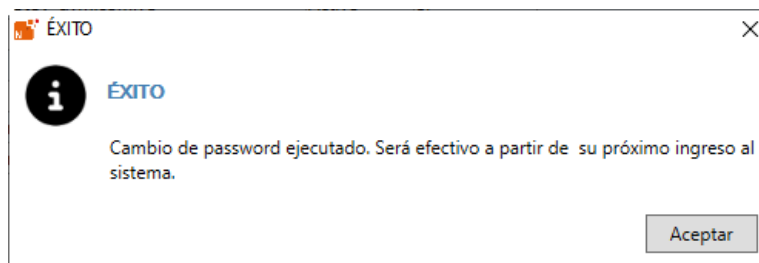 ÉXITO
ÉXITO
Cambio de password ejecutado. Será efectivo a partir de  su próximo ingreso al
sistema.
Aceptar